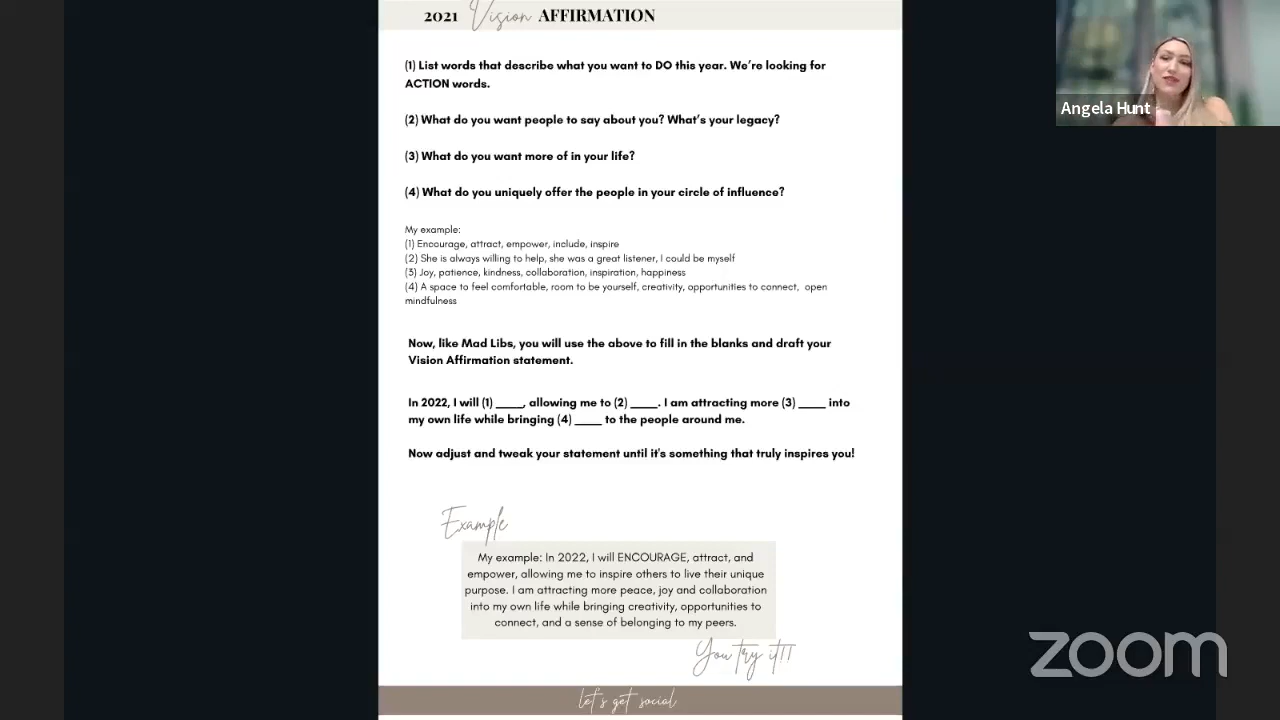 2021 Vision AFFIRMATION
(1) List words that describe what you want to DO this year. We're looking for
ACTION words.
(2) What do you want people to say about you? What's your legacy?
(3) What do you want more of in your life?
(4) What do you uniquely offer the people in your circle of influence?
My example:
(1) Encourage, attract, empower, include, inspire
(2) She is always willing to help, she was a great listener, I could be myself
(3) Joy, patience, kindness, collaboration, inspiration, happiness
(4) A space to feel comfortable, room to be yourself, creativity, opportunities to connect, open
mindfulness
Now, like Mad Libs, you will use the above to fill in the blanks and draft your
Vision Affirmation statement.
In 2022, I will (1) _____, allowing me to (2) _____. I am attracting more (3) _____ into
my own life while bringing (4) _____ to the people around me.
Now adjust and tweak your statement until it's something that truly inspires you!
Example
My example: In 2022, I will ENCOURAGE, attract, and
empower, allowing me to inspire others to live their unique
purpose. I am attracting more peace, joy and collaboration
into my own life while bringing creativity, opportunities to
connect, and a sense of belonging to my peers.
You try it!!
let's get social
Angela Hunt
zoom